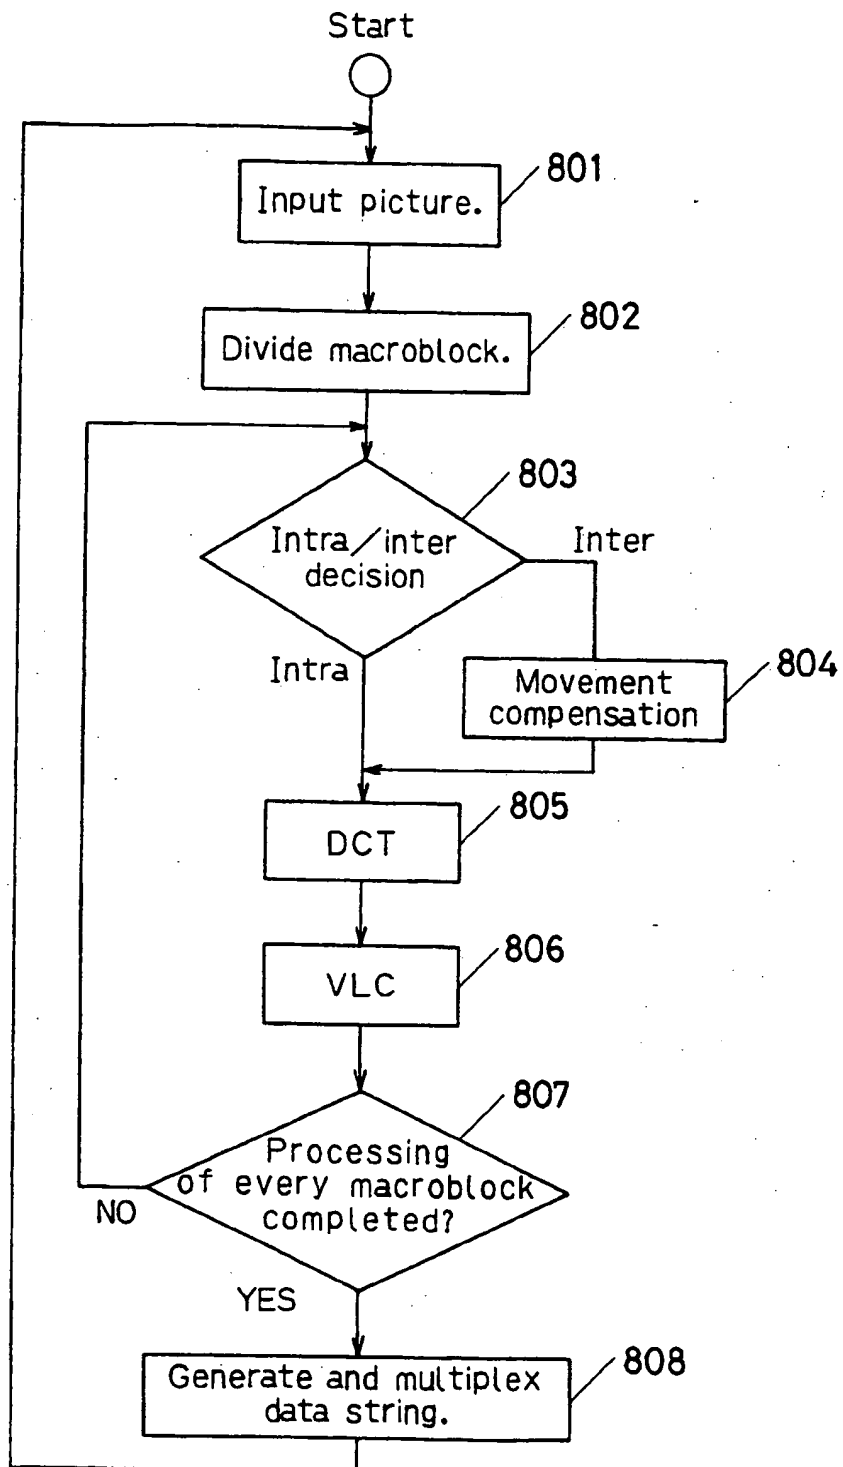 Start
801
Input picture.
802
Divide macroblock.
803
Intra/inter
decision
Inter
Intra
804
Movement
compensation
805
DCT
806
VLC
807
Processing
of every macroblock
completed?
NO
YES
808
Generate and multiplex
data string.